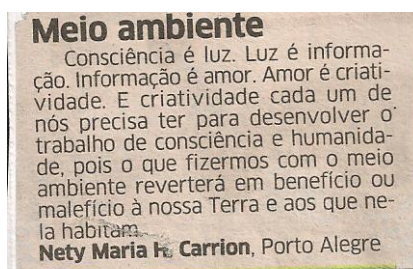 Meio ambiente
Consciência é luz. Luz é informa-
ção. Informação é amor. Amor é criati-
vidade. E criatividade cada um de
nós precisa ter para desenvolver o
trabalho de consciência e humanida-
de, pois o que fizermos com o meio
ambiente reverterá em benefício ou
malefício à nossa Terra e aos que ne-
la habitam.
Nety Maria H. Carrion, Porto Alegre